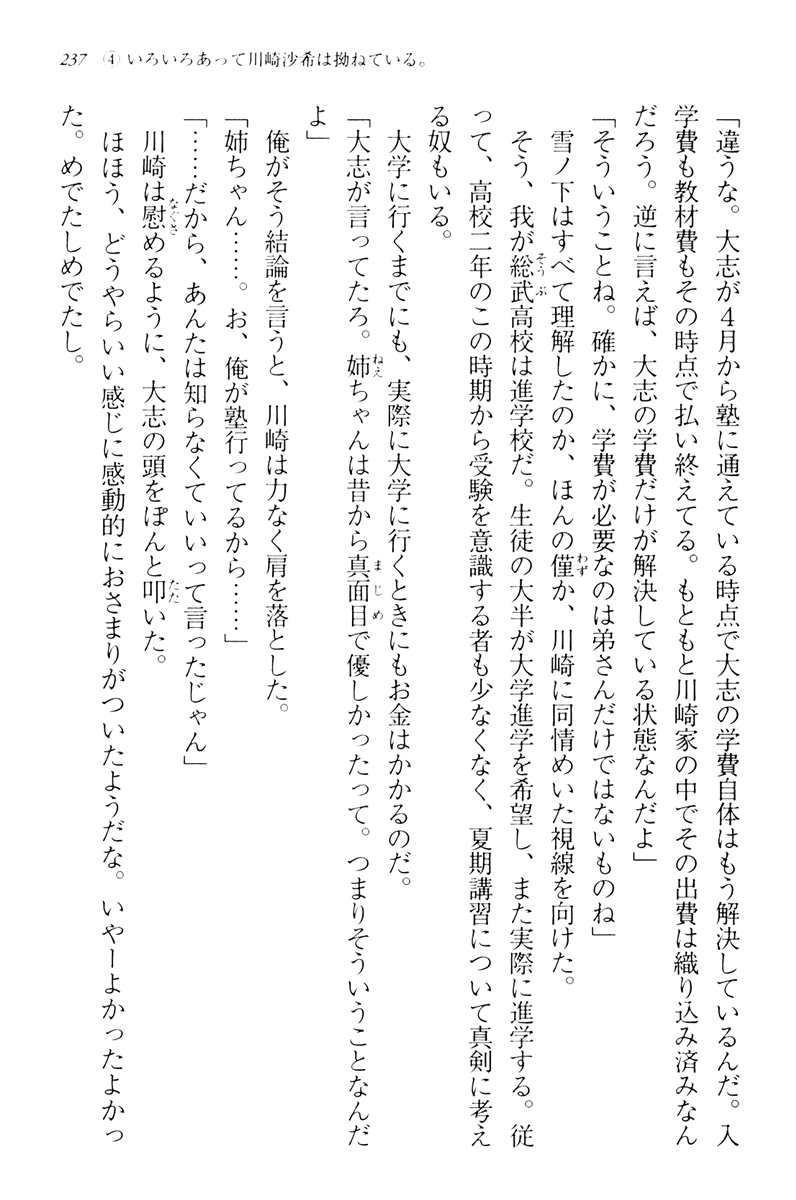 237 ④ いろいろあって川崎沙希は拗ねている。
「違うな。大志が4月から塾に通えている時点で大志の学費自体はもう解決しているんだ。入
学費も教材費もその時点で払い終えてる。もともと川崎家の中でその出費は織り込み済みなん
だろう。逆に言えば、大志の学費だけが解決している状態なんだよ」
「そういうことね。確かに、学費が必要なのは弟さんだけではないものね」
雪ノ下はすべて理解したのか、ほんの僅か、川崎に同情めいた視線を向けた。
そう、我が総武高校は進学校だ。生徒の大半が大学進学を希望し、また実際に進学する。従
って、高校二年のこの時期から受験を意識する者も少なくなく、夏期講習について真剣に考え
る奴もいる。
大学に行くまでにも、実際に大学に行くときにもお金はかかるのだ。
「大志が言ってたろ。姉ちゃんは昔から真面目で優しかったって。つまりそういうことなんだ
よ」
俺がそう結論を言うと、川崎は力なく肩を落とした。
「姉ちゃん……。お、俺が塾行ってるから……」
「……だから、あんたは知らなくていいって言ったじゃん」
川崎は慰めるように、大志の頭をぽんと叩いた。
ほほう、どうやらいい感じに感動的におさまりがついたようだな。いやーよかったよかっ
た。めでたしめでたし。